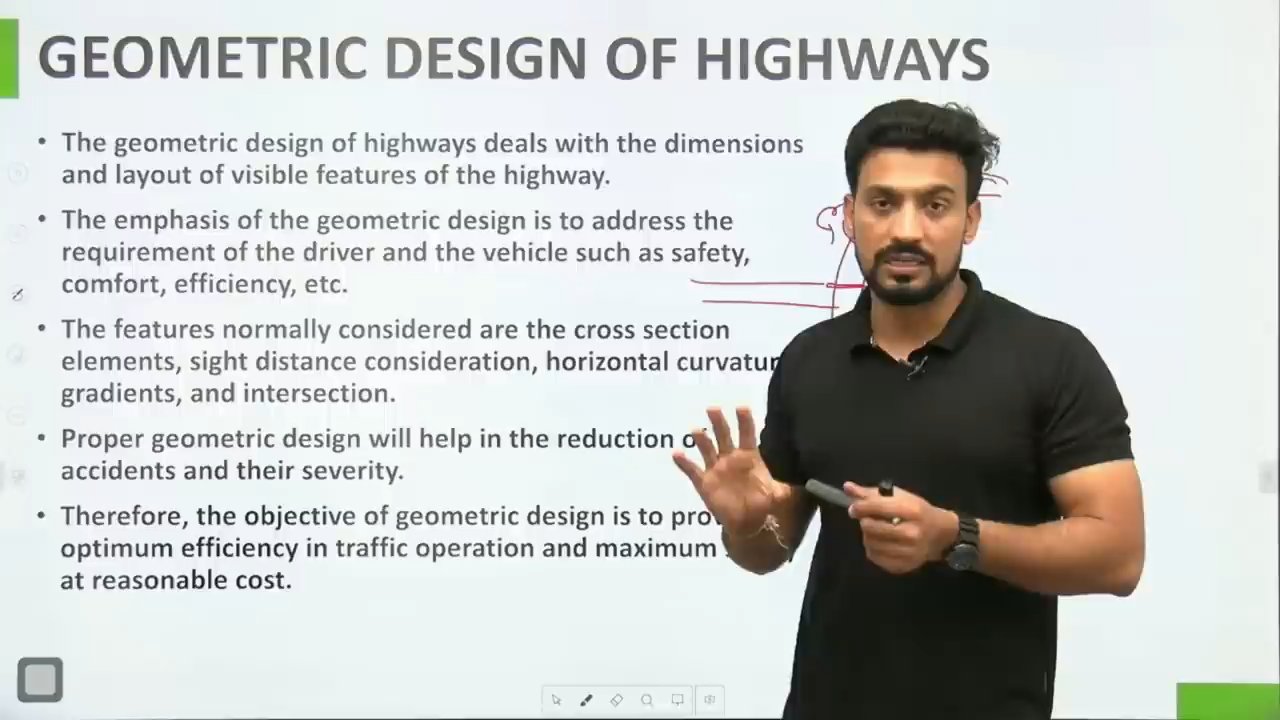 GEOMETRIC DESIGN OF HIGHWAYS
• The geometric design of highways deals with the dimensions
and layout of visible features of the highway.
• The emphasis of the geometric design is to address the
requirement of the driver and the vehicle such as safety,
comfort, efficiency, etc.
• The features normally considered are the cross section
elements, sight distance consideration, horizontal
gradients, and intersection.
• Proper geometric design will help in the reduction
accidents and their severity.
• Therefore, the objective of geometric design is to
optimum efficiency in traffic operation and maximum
at reasonable cost.